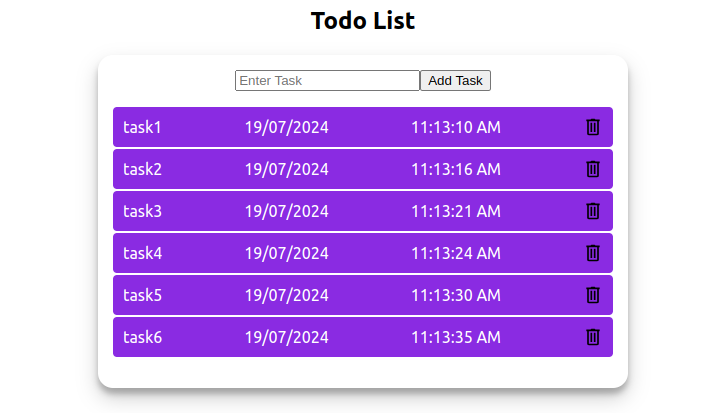 Todo List
Enter Task Add Task
task1 19/07/2024 11:13:10 AM
task2 19/07/2024 11:13:16 AM
task3 19/07/2024 11:13:21 AM
task4 19/07/2024 11:13:24 AM
task5 19/07/2024 11:13:30 AM
task6 19/07/2024 11:13:35 AM